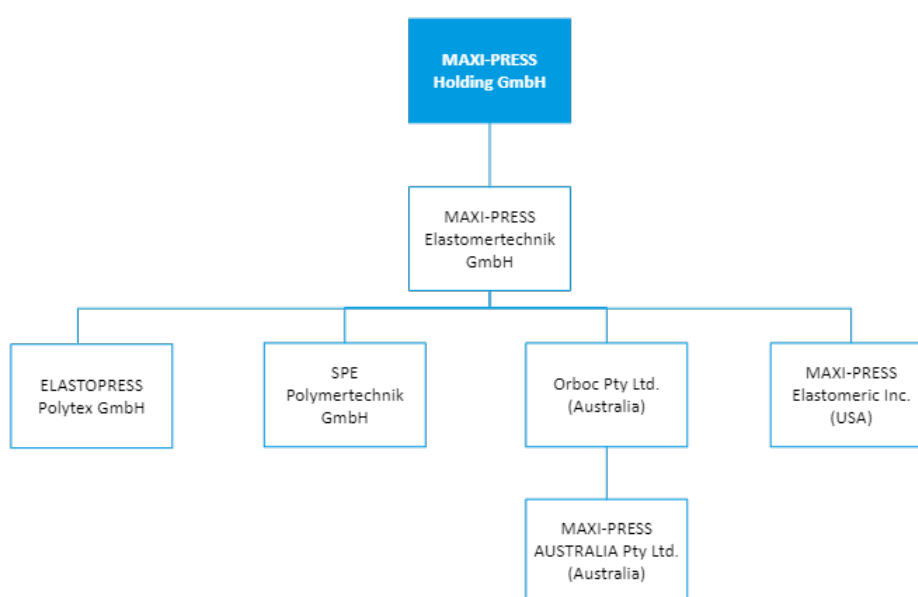 MAXI-PRESS
Holding GmbH
MAXI-PRESS
Elastomertechnik
GmbH
ELASTOPRESS
Polytex GmbH
SPE
Polymertechnik
GmbH
Orboc Pty Ltd.
(Australia)
MAXI-PRESS
Elastomeric Inc.
(USA)
MAXI-PRESS
AUSTRALIA Pty Ltd.
(Australia)